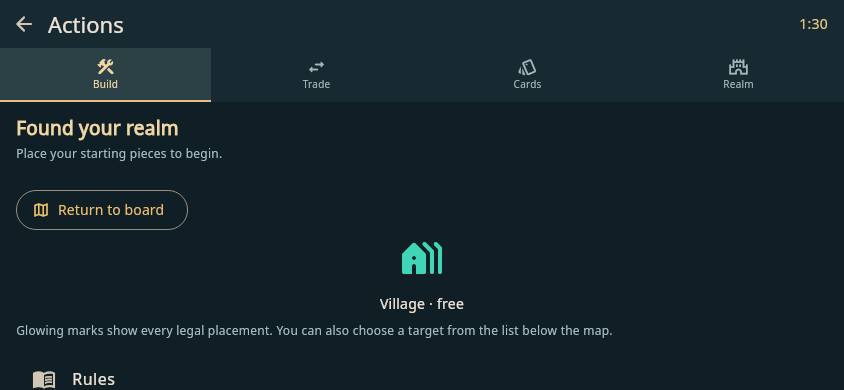 Actions
1:30
Build
Trade
Cards
Realm
Found your realm
Place your starting pieces to begin.
Return to board
Village · free
Glowing marks show every legal placement. You can also choose a target from the list below the map.
Rules